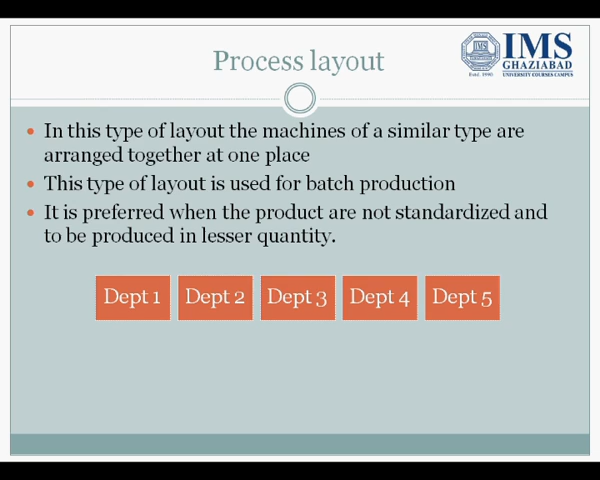 Process layout
IMS
GHAZIABAD
Estd. 1990
UNIVERSITY COURSES CAMPUS
• In this type of layout the machines of a similar type are
arranged together at one place
• This type of layout is used for batch production
• It is preferred when the product are not standardized and
to be produced in lesser quantity.
Dept 1 Dept 2 Dept 3 Dept 4 Dept 5